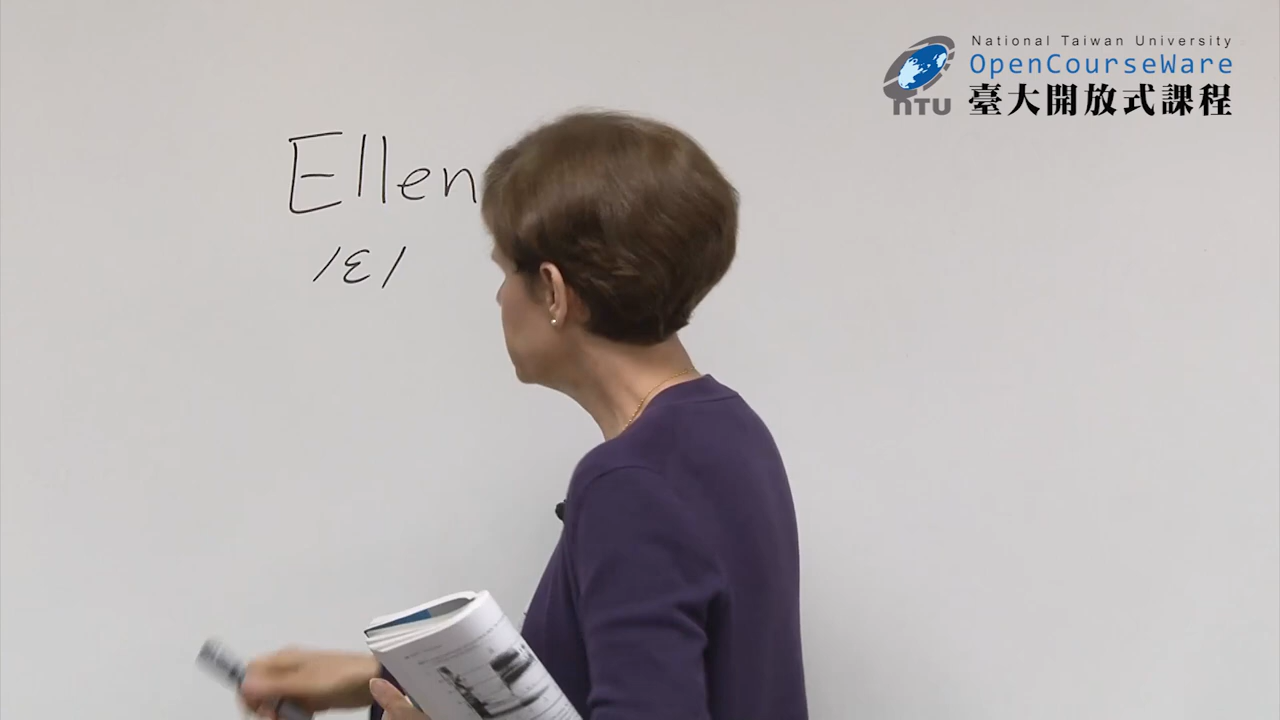 National Taiwan University
OpenCourseWare
NTU 臺大開放式課程
Ellen
/ɛ/